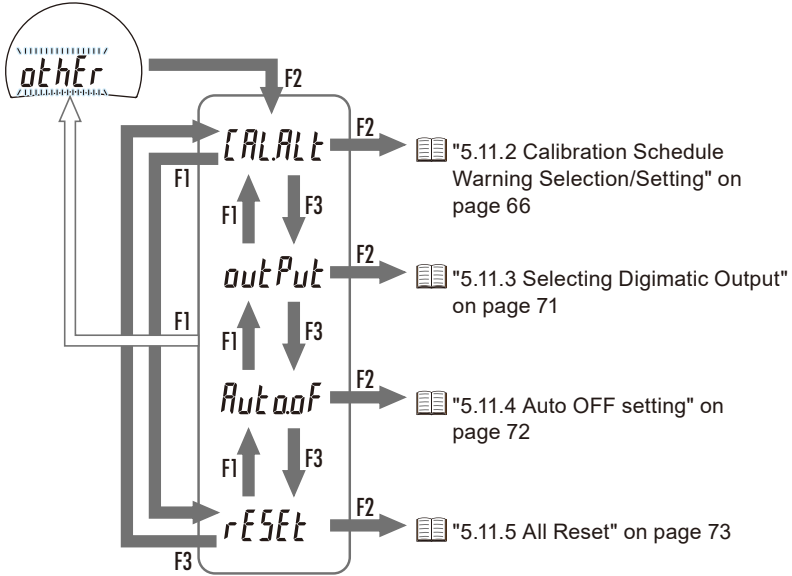 othEr
F2
CAL.ALt
F2
"5.11.2 Calibration Schedule
Warning Selection/Setting" on
page 66
F1
F1
F3
outPut
F2
"5.11.3 Selecting Digimatic Output"
on page 71
F1
F1
F3
Auto.oF
F2
"5.11.4 Auto OFF setting" on
page 72
F1
F3
rESEt
F2
"5.11.5 All Reset" on page 73
F3